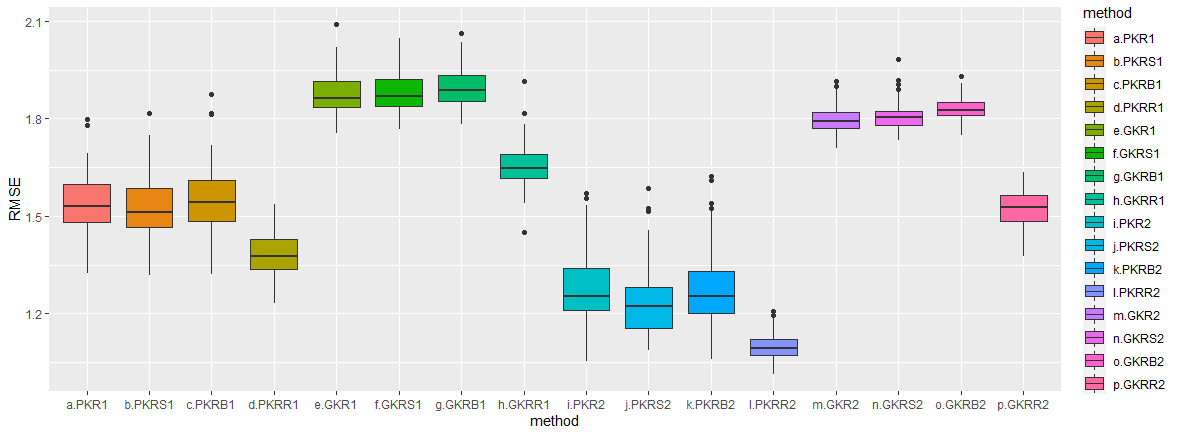 2.1
1.8
1.5
1.2
RMSE
a.PKR1 b.PKRS1 c.PKRB1 d.PKRR1 e.GKR1 f.GKRS1 g.GKRB1 h.GKRR1 i.PKR2 j.PKRS2 k.PKRB2 l.PKRR2 m.GKR2 n.GKRS2 o.GKRB2 p.GKRR2
method
method
a.PKR1
b.PKRS1
c.PKRB1
d.PKRR1
e.GKR1
f.GKRS1
g.GKRB1
h.GKRR1
i.PKR2
j.PKRS2
k.PKRB2
l.PKRR2
m.GKR2
n.GKRS2
o.GKRB2
p.GKRR2